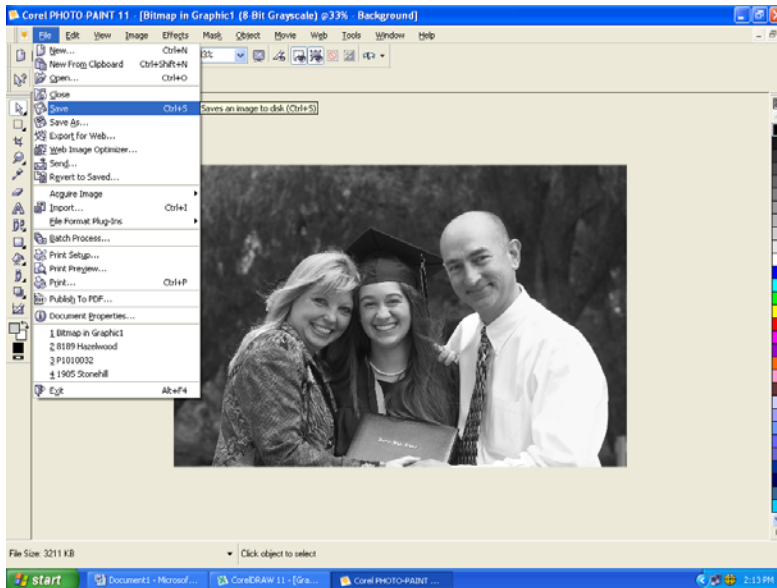 Corel PHOTO-PAINT 11 - [Bitmap in Graphic1 (8-Bit Grayscale) @33% - Background]
File Edit View Image Effects Mask Object Movie Web Tools Window Help
New... Ctrl+N
New From Clipboard Ctrl+Shift+N
Open... Ctrl+O
Close
Save Ctrl+S
Saves an image to disk (Ctrl+S)
Save As...
Export for Web...
Web Image Optimizer...
Send...
Revert to Saved...
Acquire Image
Import... Ctrl+I
File Format Plug-Ins
Batch Process...
Print Setup...
Print Preview...
Print... Ctrl+P
Publish To PDF...
Document Properties...
1 Bitmap in Graphic1
2 8189 Hazelwood
3 P1010032
4 1905 Stonehill
Exit Alt+F4
File Size: 3211 KB Click object to select
start Document1 - Microsof... CorelDRAW 11 - [Gra... Corel PHOTO-PAINT ... 2:13 PM